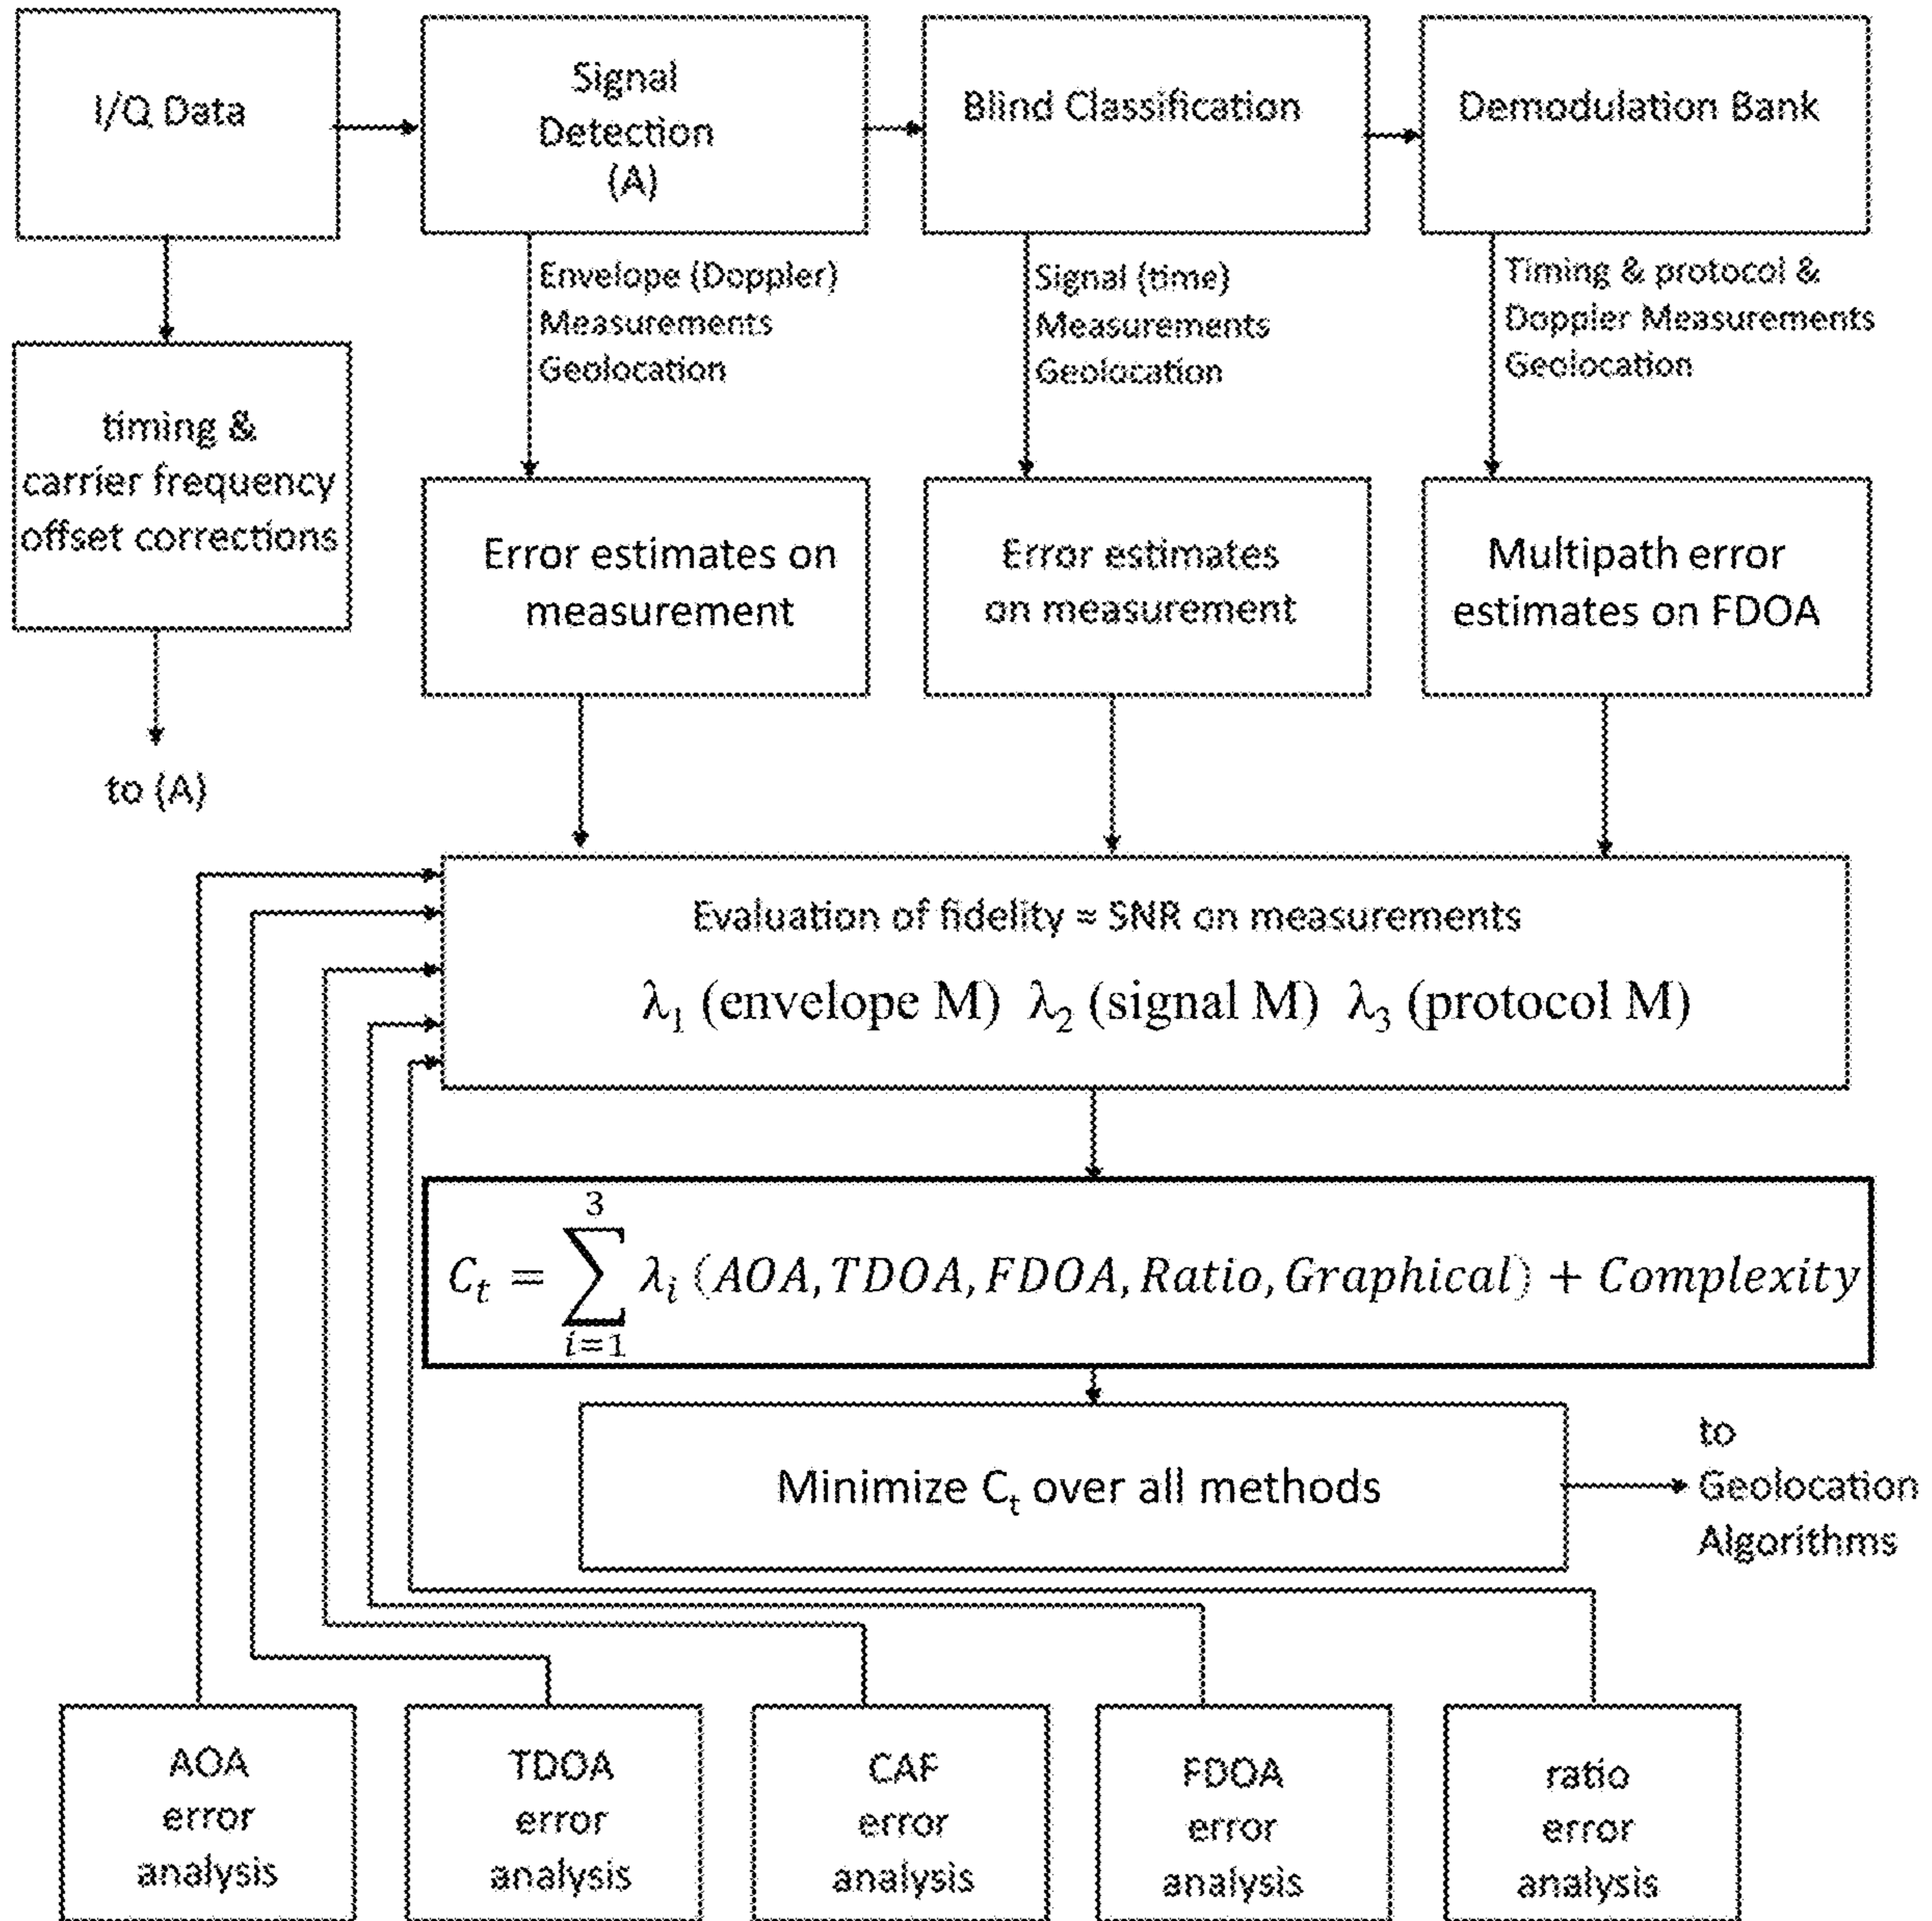 I/Q Data
Signal
Detection
(A)
Blind Classification
Demodulation Bank
Envelope (Doppler)
Measurements
Geolocation
Signal (time)
Measurements
Geolocation
Timing & protocol &
Doppler Measurements
Geolocation
timing &
carrier frequency
offset corrections
to (A)
Error estimates on
measurement
Error estimates
on measurement
Multipath error
estimates on FDOA
Evaluation of fidelity = SNR on measurements
λ₁ (envelope M) λ₂ (signal M) λ₃ (protocol M)
3
Cₜ = ∑ λᵢ (AOA, TDOA, FDOA, Ratio, Graphical) + Complexity
i=1
Minimize Cₜ over all methods
to
Geolocation
Algorithms
AOA
error
analysis
TDOA
error
analysis
CAF
error
analysis
FDOA
error
analysis
ratio
error
analysis